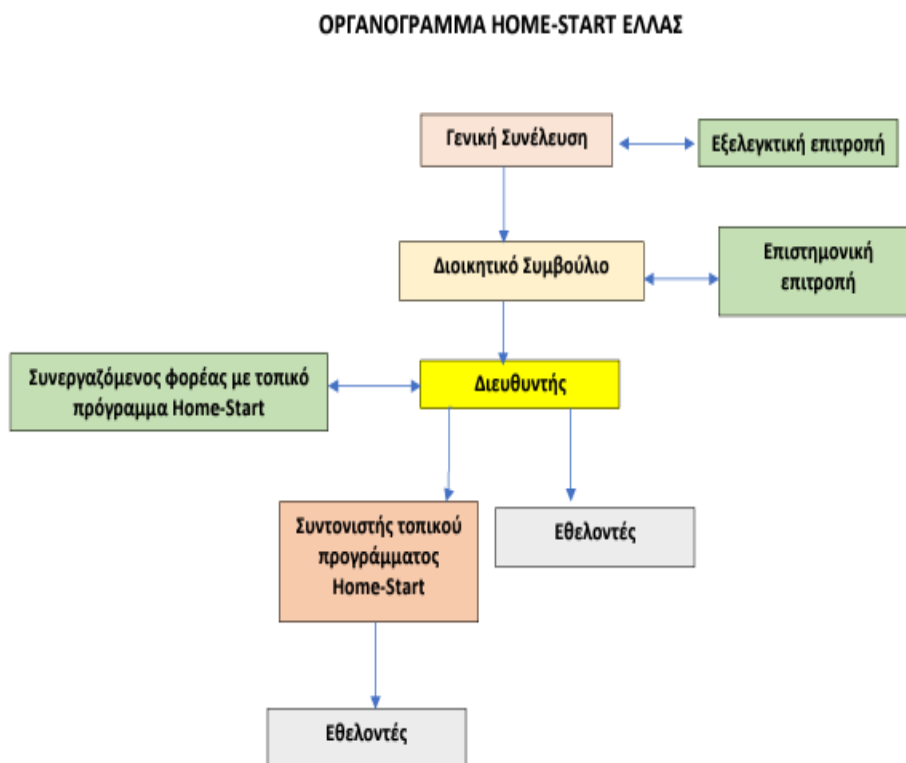 ΟΡΓΑΝΟΓΡΑΜΜΑ HOME-START ΕΛΛΑΣ
Γενική Συνέλευση
Εξελεγκτική επιτροπή
Διοικητικό Συμβούλιο
Επιστημονική
επιτροπή
Συνεργαζόμενος φορέας με τοπικό
πρόγραμμα Home-Start
Διευθυντής
Συντονιστής τοπικού
προγράμματος
Home-Start
Εθελοντές
Εθελοντές